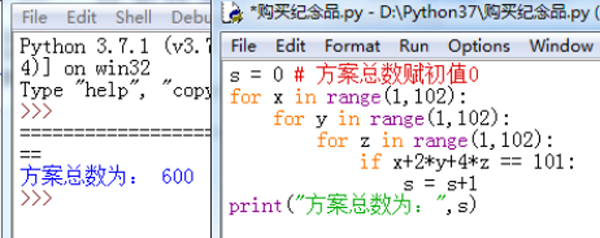 File Edit Shell Debu
Python 3.7.1 (v3.7
4)] on win32
Type "help", "copy
>>>
==
方案总数为： 600
>>>
*购买纪念品.py - D:\Python37\购买纪念品.py (
File Edit Format Run Options Window
s = 0 # 方案总数赋初值0
for x in range(1,102):
    for y in range(1,102):
        for z in range(1,102):
            if x+2*y+4*z == 101:
                s = s+1
print("方案总数为：",s)